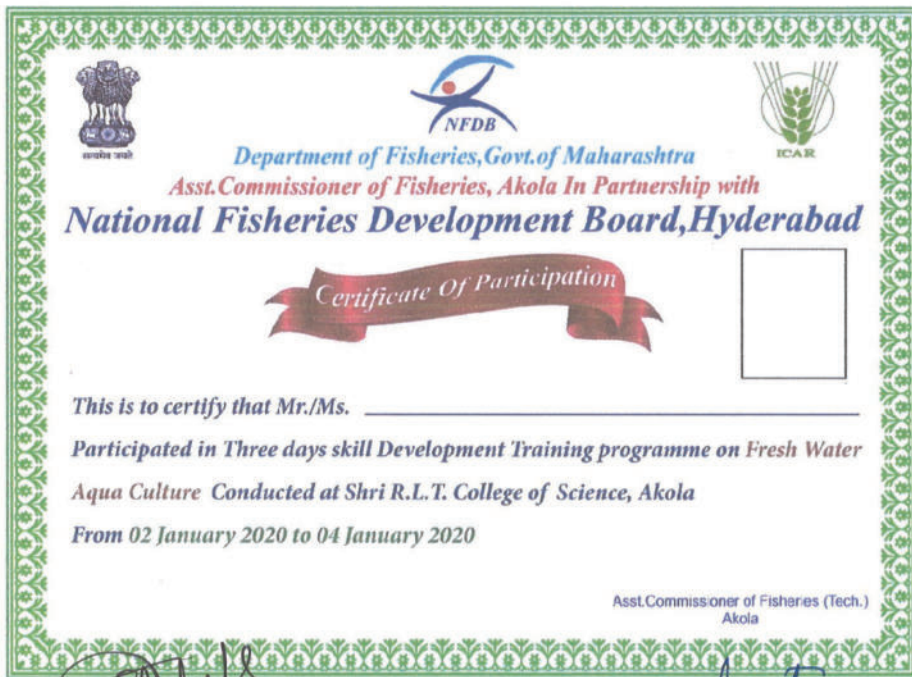 सत्यमेव जयते
NFDB
ICAR
Department of Fisheries,Govt.of Maharashtra
Asst.Commissioner of Fisheries, Akola In Partnership with
National Fisheries Development Board,Hyderabad
Certificate Of Participation
This is to certify that Mr./Ms.
Participated in Three days skill Development Training programme on Fresh Water
Aqua Culture Conducted at Shri R.L.T. College of Science, Akola
From 02 January 2020 to 04 January 2020
Asst.Commissioner of Fisheries (Tech.)
Akola